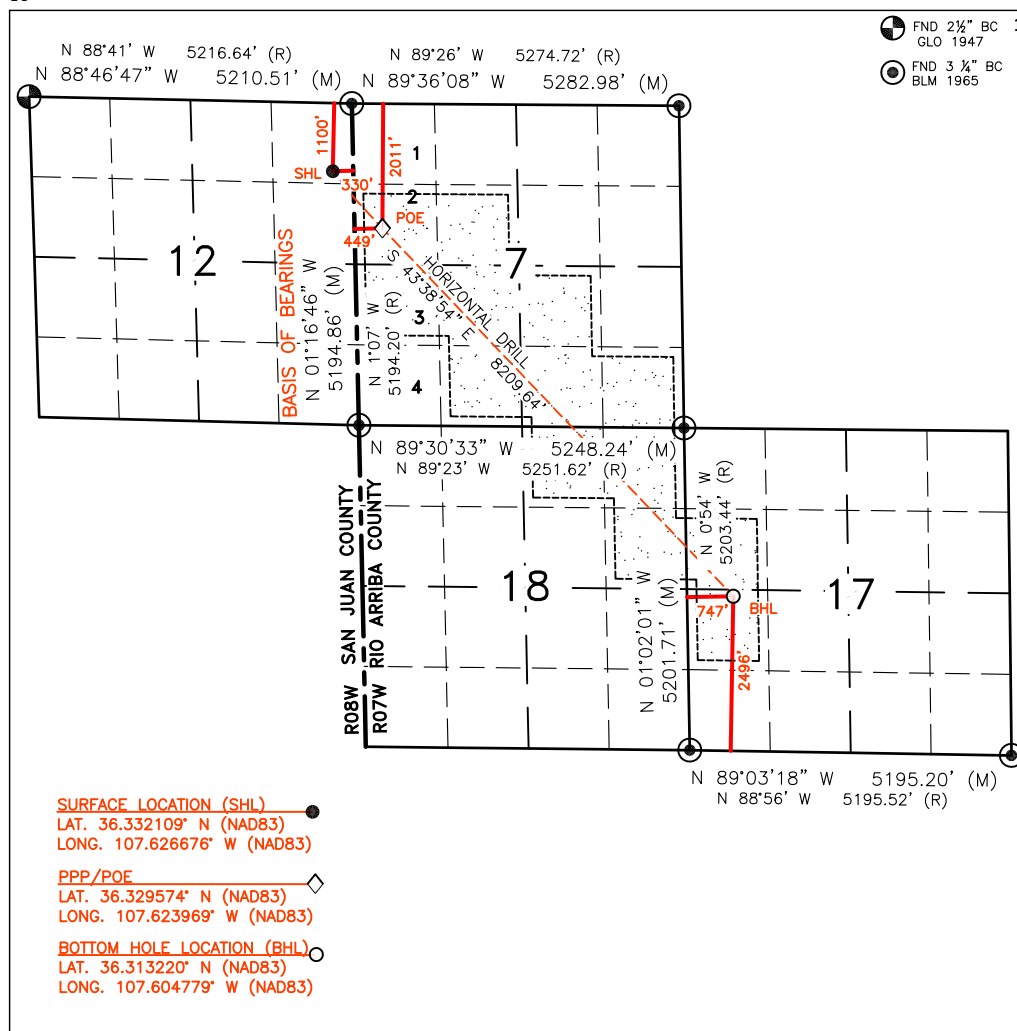 FND 2½” BC
GLO 1947
FND 3 ¼” BC
BLM 1965
N 88°41’ W 5216.64’ (R)
N 88°46’47” W 5210.51’ (M)
N 89°26’ W 5274.72’ (R)
N 89°36’08” W 5282.98’ (M)
1100’
SHL
330’
2011’
1
2
POE
449’
12
7
HORIZONTAL DRILL
S 43°38’54” E 8209.64’
BASIS OF BEARINGS
N 01°16’46” W
5194.86’ (M)
N 1°07’ W
5194.20’ (R)
3
4
N 89°30’33” W 5248.24’ (M)
N 89°23’ W 5251.62’ (R)
R08W SAN JUAN COUNTY
R07W RIO ARRIBA COUNTY
N 0°54’ W
5203.44’ (R)
N 01°02’01” W
5201.71’ (M)
18
17
747’
BHL
2496’
N 89°03’18” W 5195.20’ (M)
N 88°56’ W 5195.52’ (R)
SURFACE LOCATION (SHL)
LAT. 36.332109° N (NAD83)
LONG. 107.626676° W (NAD83)
PPP/POE
LAT. 36.329574° N (NAD83)
LONG. 107.623969° W (NAD83)
BOTTOM HOLE LOCATION (BHL)
LAT. 36.313220° N (NAD83)
LONG. 107.604779° W (NAD83)